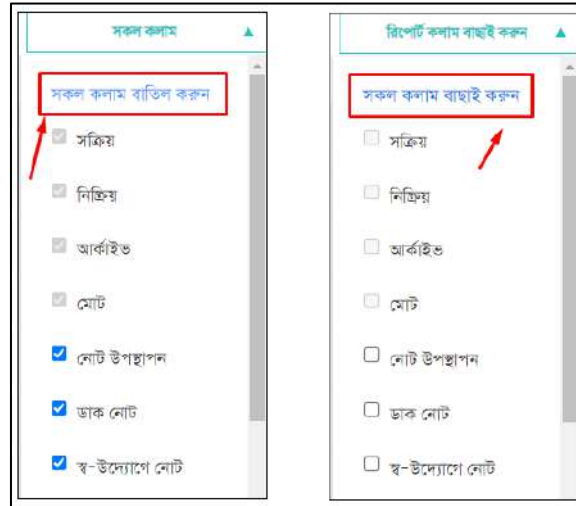 সকল কলাম
সকল কলাম বাতিল করুন
সক্রিয়
নিষ্ক্রিয়
আর্কাইভ
মোট
নোট উপস্থাপন
ডাক নোট
স্ব-উদ্যোগে নোট
রিপোর্ট কলাম বাছাই করুন
সকল কলাম বাছাই করুন
সক্রিয়
নিষ্ক্রিয়
আর্কাইভ
মোট
নোট উপস্থাপন
ডাক নোট
স্ব-উদ্যোগে নোট